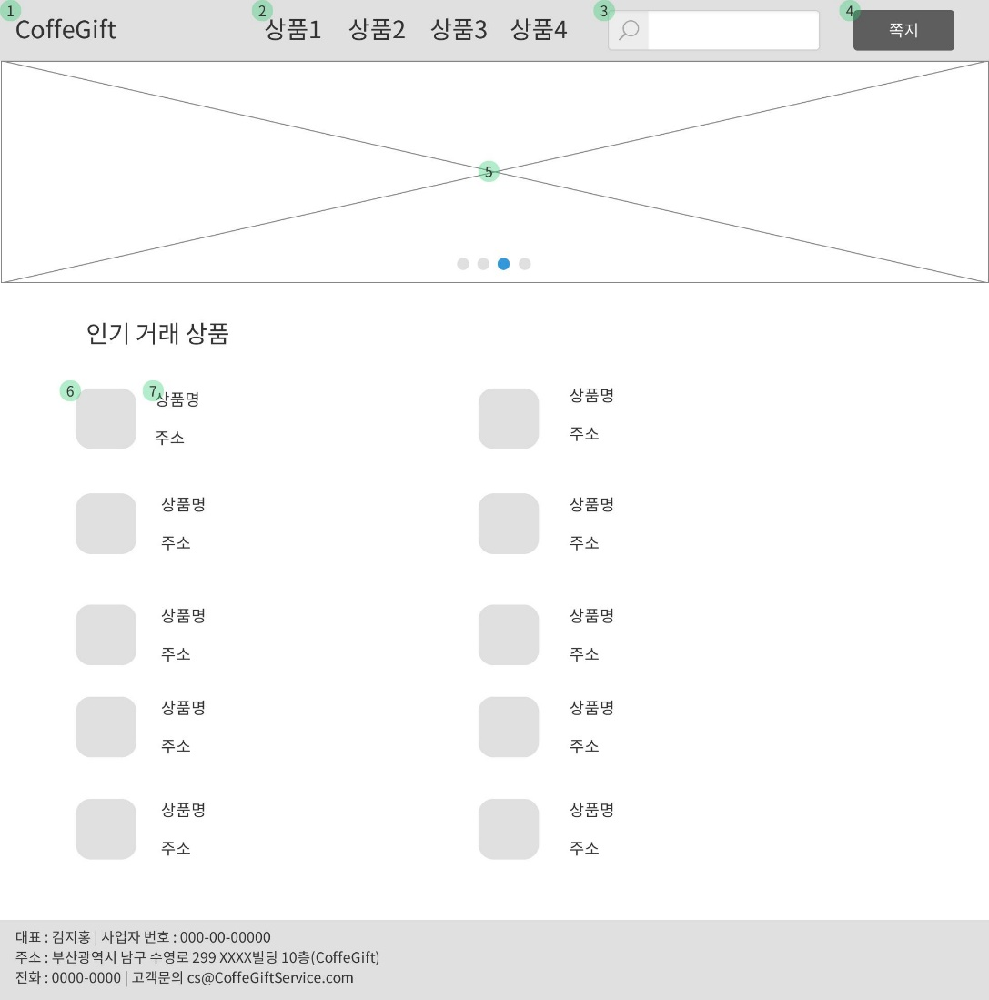 1
CoffeGift
2
상품1 상품2 상품3 상품4
3
4
쪽지
5
인기 거래 상품
6
7
상품명
주소
상품명
주소
상품명
주소
상품명
주소
상품명
주소
상품명
주소
상품명
주소
상품명
주소
상품명
주소
상품명
주소
대표 : 김지홍 | 사업자 번호 : 000-00-00000
주소 : 부산광역시 남구 수영로 299 XXXX빌딩 10층(CoffeGift)
전화 : 0000-0000 | 고객문의 cs@CoffeGiftService.com